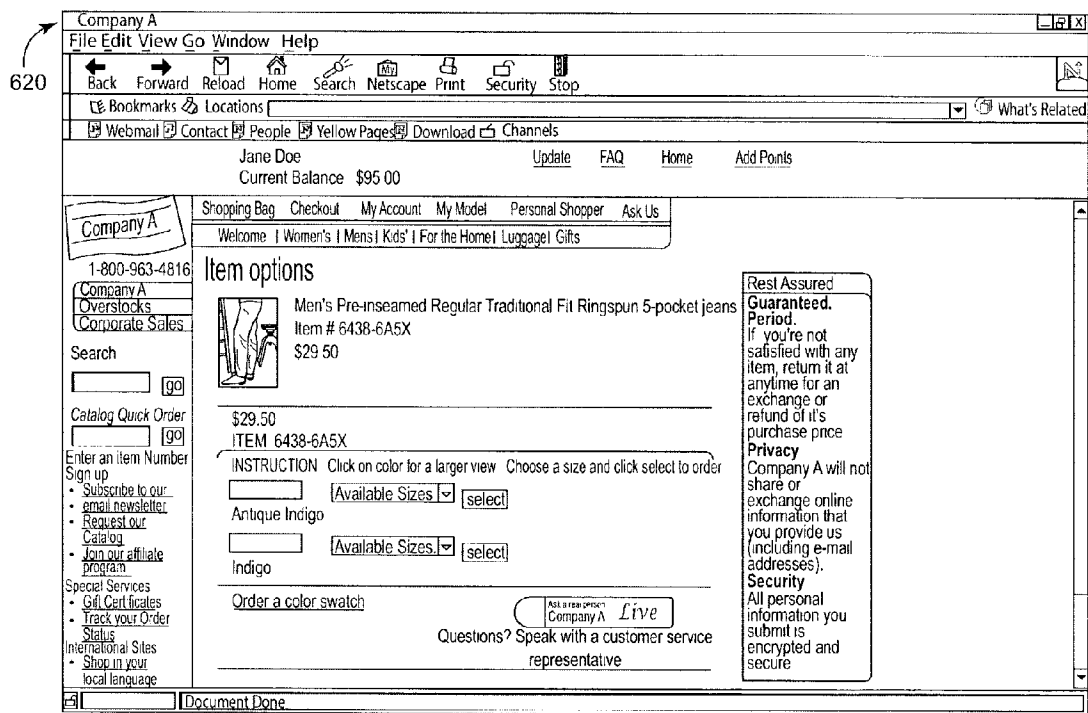 Company A
File Edit View Go Window Help
620
Back Forward Reload Home Search Netscape Print Security Stop
My
Bookmarks Locations What's Related
Webmail Contact People Yellow Pages Download Channels
Jane Doe Update FAQ Home Add Points
Current Balance $95 00
Company A
Shopping Bag Checkout My Account My Model Personal Shopper Ask Us
Welcome | Women's | Mens | Kids' | For the Home | Luggage | Gifts
1-800-963-4816
Company A
Overstocks
Corporate Sales
Search
go
Catalog Quick Order
go
Enter an Item Number
Sign up
• Subscribe to our
• email newsletter
• Request our
Catalog
• Join our affiliate
program
Special Services
• Gift Certificates
• Track your Order
Status
International Sites
• Shop in your
local language
Item options
Men's Pre-inseamed Regular Traditional Fit Ringspun 5-pocket jeans
Item # 6438-6A5X
$29 50
$29.50
ITEM 6438-6A5X
INSTRUCTION Click on color for a larger view Choose a size and click select to order
Available Sizes select
Antique Indigo
Available Sizes. select
Indigo
Order a color swatch
Ask a real person
Company A Live
Questions? Speak with a customer service
representative
Rest Assured
Guaranteed.
Period.
If you're not
satisfied with any
item, return it at
anytime for an
exchange or
refund of it's
purchase price
Privacy
Company A will not
share or
exchange online
information that
you provide us
(including e-mail
addresses).
Security
All personal
information you
submit is
encrypted and
secure
Document Done